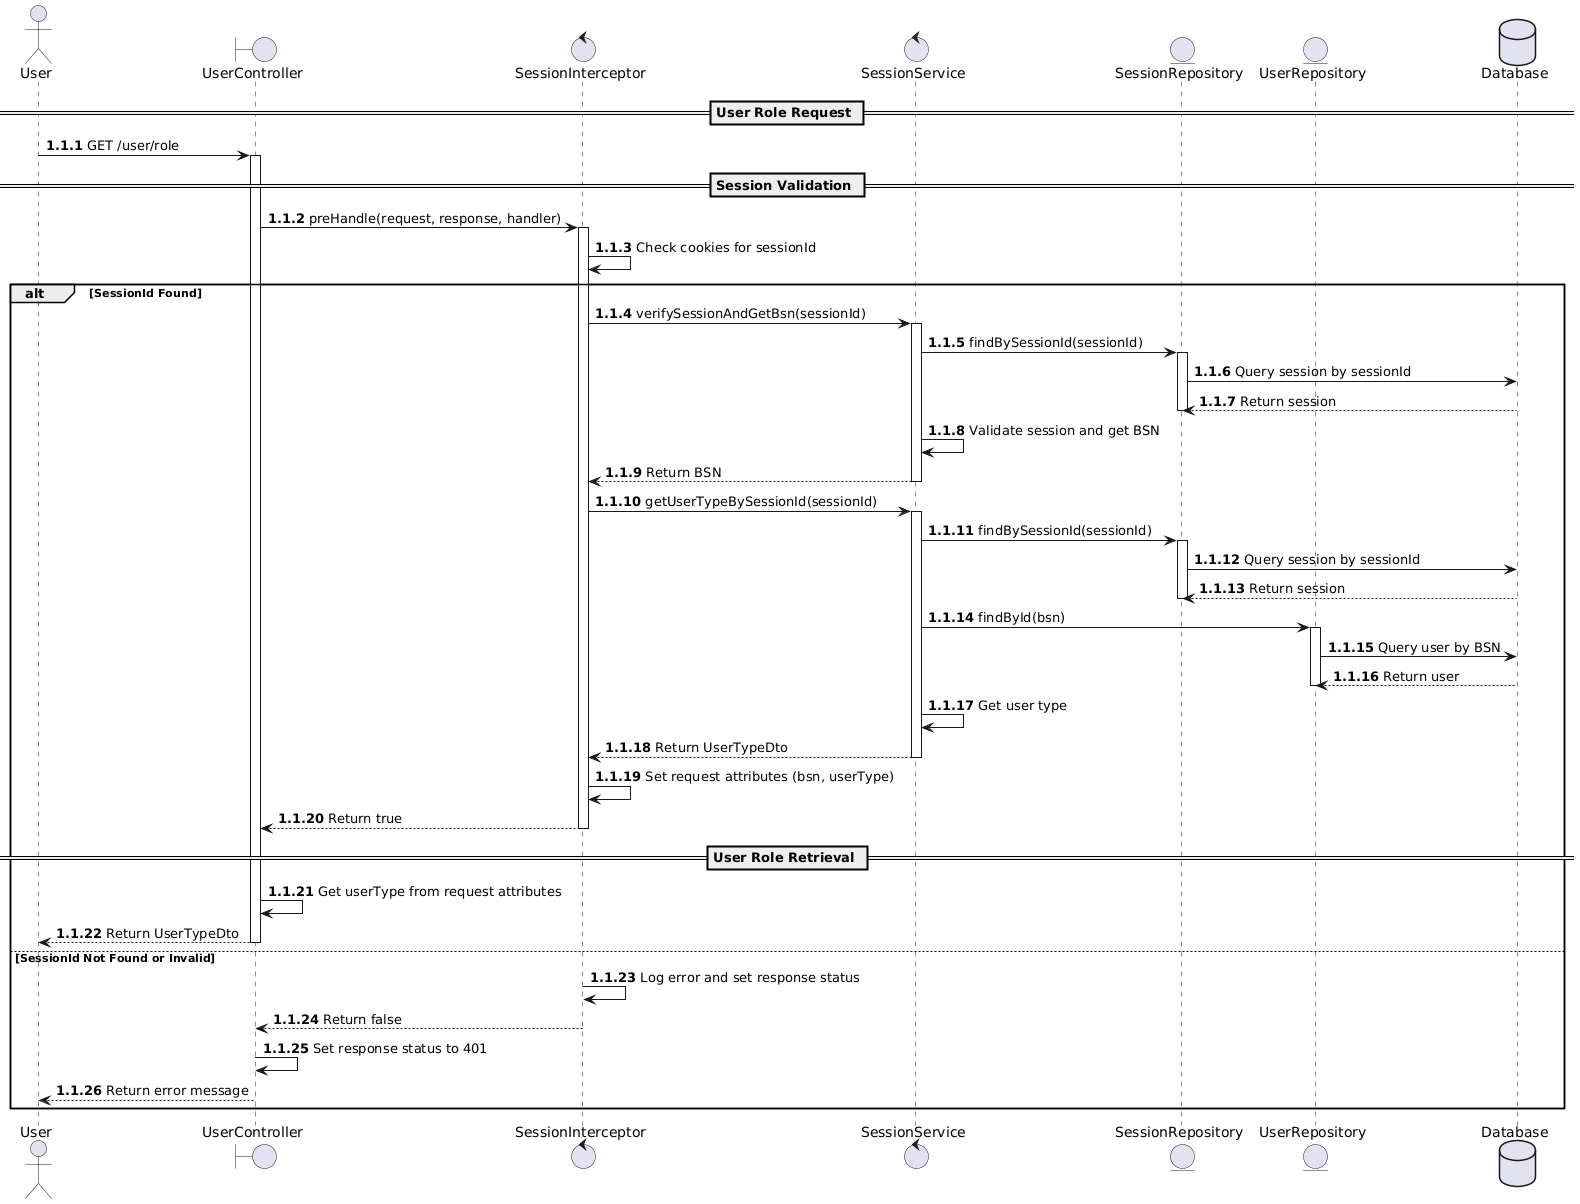 User
UserController
SessionInterceptor
SessionService
SessionRepository
UserRepository
Database
User Role Request
1.1.1 GET /user/role
Session Validation
1.1.2 preHandle(request, response, handler)
1.1.3 Check cookies for sessionId
alt [SessionId Found]
1.1.4 verifySessionAndGetBsn(sessionId)
1.1.5 findBySessionId(sessionId)
1.1.6 Query session by sessionId
1.1.7 Return session
1.1.8 Validate session and get BSN
1.1.9 Return BSN
1.1.10 getUserTypeBySessionId(sessionId)
1.1.11 findBySessionId(sessionId)
1.1.12 Query session by sessionId
1.1.13 Return session
1.1.14 findById(bsn)
1.1.15 Query user by BSN
1.1.16 Return user
1.1.17 Get user type
1.1.18 Return UserTypeDto
1.1.19 Set request attributes (bsn, userType)
1.1.20 Return true
User Role Retrieval
1.1.21 Get userType from request attributes
1.1.22 Return UserTypeDto
[SessionId Not Found or Invalid]
1.1.23 Log error and set response status
1.1.24 Return false
1.1.25 Set response status to 401
1.1.26 Return error message
User
UserController
SessionInterceptor
SessionService
SessionRepository
UserRepository
Database